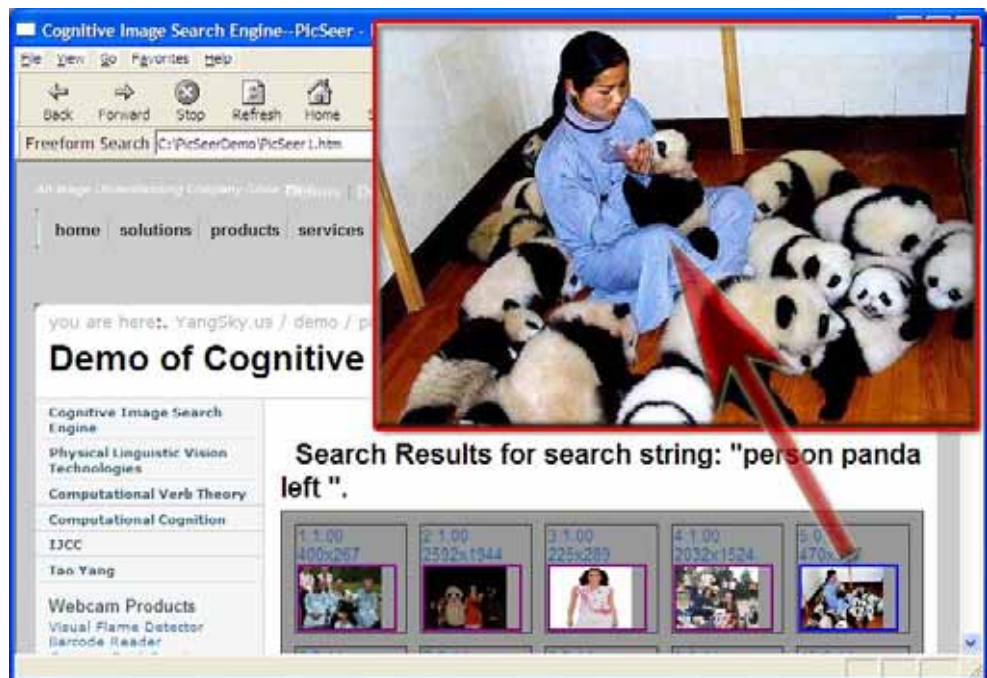 Cognitive Image Search Engine--PicSeer -
File View Go Favorites Help
Back Forward Stop Refresh Home
Freeform Search C:\PicSeerDemo\PicSeer1.htm
An Image Understanding Company
home solutions products services
you are here:. YangSky.us / demo /
Demo of Cognitive
Cognitive Image Search
Engine
Physical Linguistic Vision
Technologies
Computational Verb Theory
Computational Cognition
IJCC
Tao Yang
Webcam Products
Visual Flame Detector
Barcode Reader
Search Results for search string: "person panda
left ".
1 1.00
400x267
2 1.00
2592x1944
3 1.00
225x289
4 1.00
2032x1524